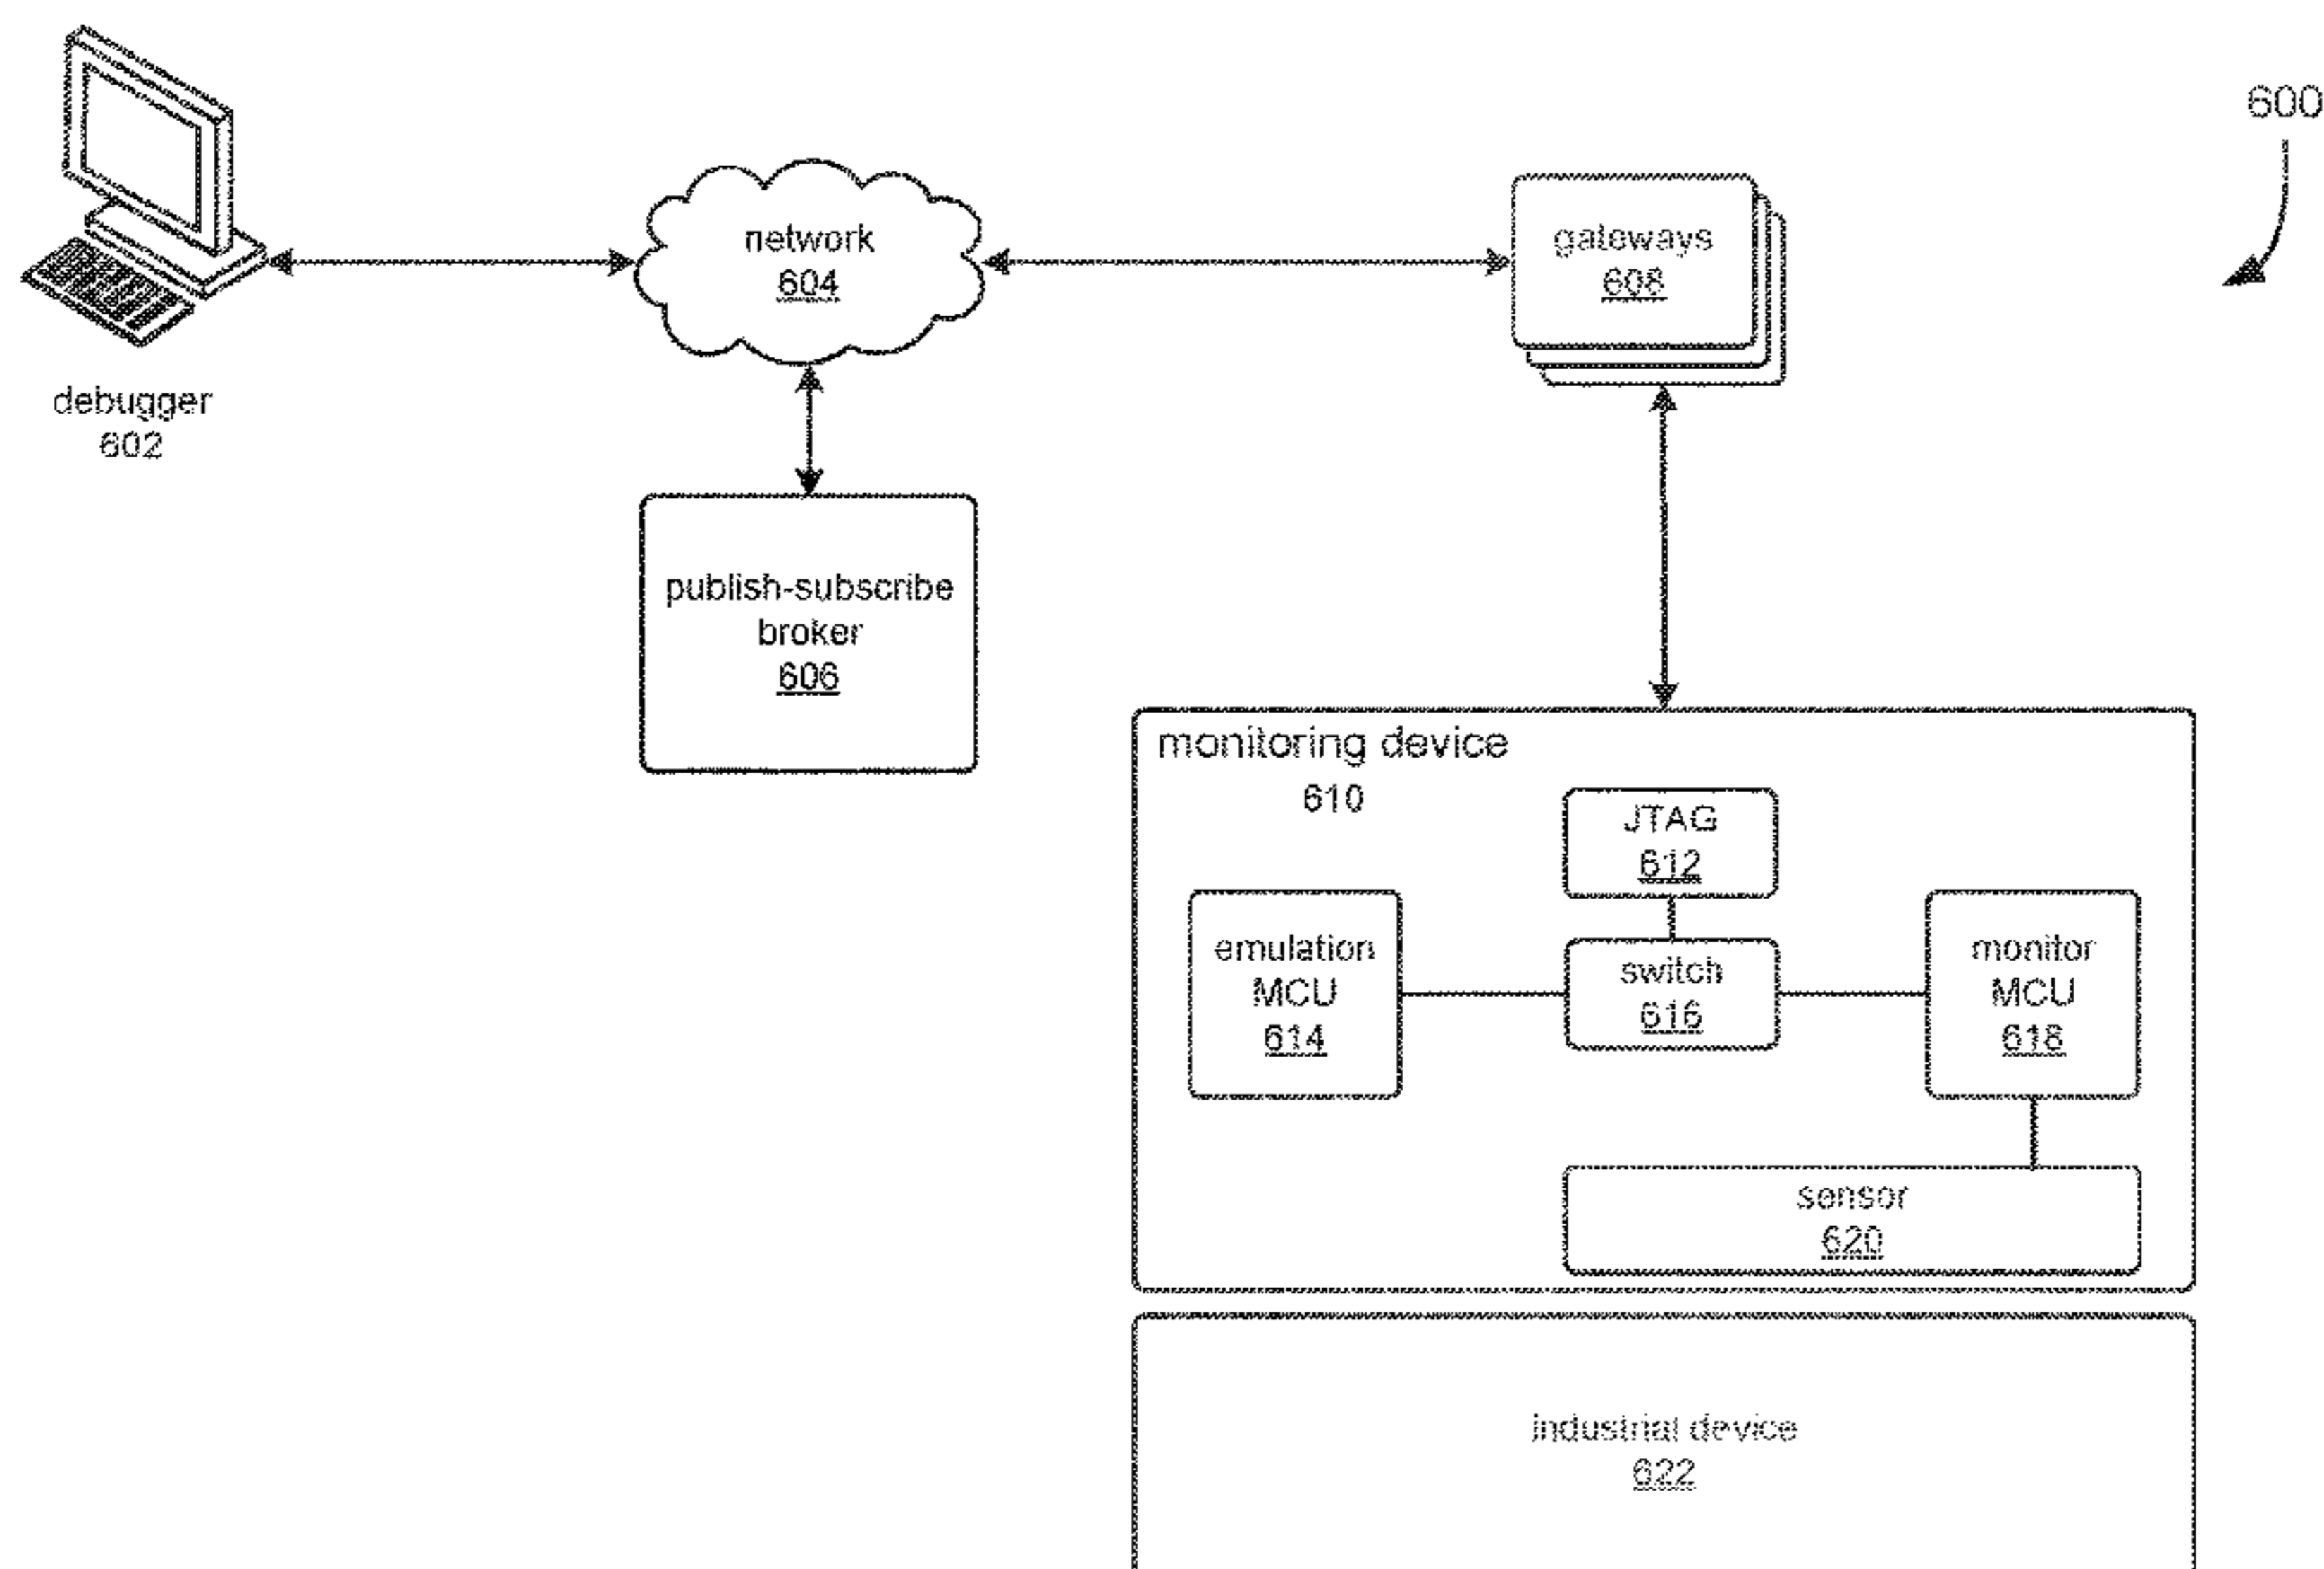 600
network
604
gateways
608
debugger
602
publish-subscribe
broker
606
monitoring device
610
JTAG
612
emulation
MCU
614
switch
616
monitor
MCU
618
sensor
620
industrial device
622